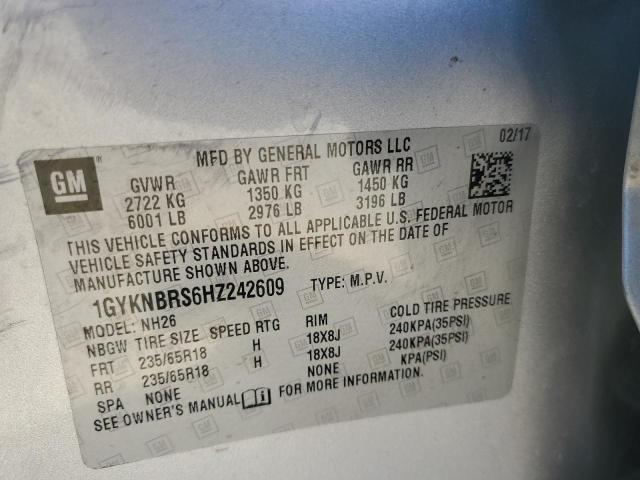 02/17
GM ®
MFD BY GENERAL MOTORS LLC
GVWR GAWR FRT GAWR RR
2722 KG 1350 KG 1450 KG
6001 LB 2976 LB 3196 LB
THIS VEHICLE CONFORMS TO ALL APPLICABLE U.S. FEDERAL MOTOR
VEHICLE SAFETY STANDARDS IN EFFECT ON THE DATE OF
MANUFACTURE SHOWN ABOVE.
1GYKNBRS6HZ242609 TYPE: M.P.V.
MODEL: NH26
NBGW TIRE SIZE SPEED RTG RIM COLD TIRE PRESSURE
FRT 235/65R18 H 18X8J 240KPA(35PSI)
RR 235/65R18 H 18X8J 240KPA(35PSI)
SPA NONE NONE KPA(PSI)
SEE OWNER'S MANUAL FOR MORE INFORMATION.